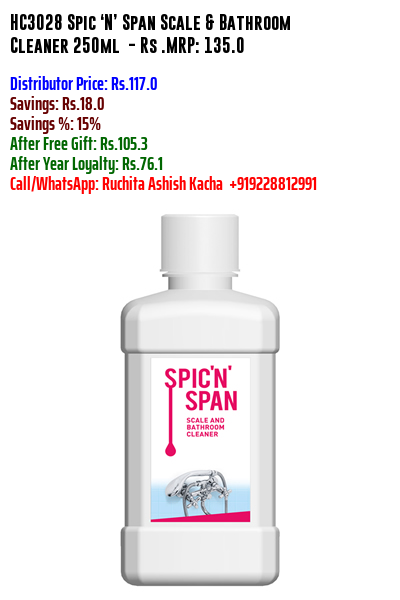 HC3028 Spic ‘N’ Span Scale & Bathroom
Cleaner 250ml – Rs .MRP: 135.0
Distributor Price: Rs.117.0
Savings: Rs.18.0
Savings %: 15%
After Free Gift: Rs.105.3
After Year Loyalty: Rs.76.1
Call/WhatsApp: Ruchita Ashish Kacha +919228812991
SPIC'N'
SPAN
SCALE AND
BATHROOM
CLEANER